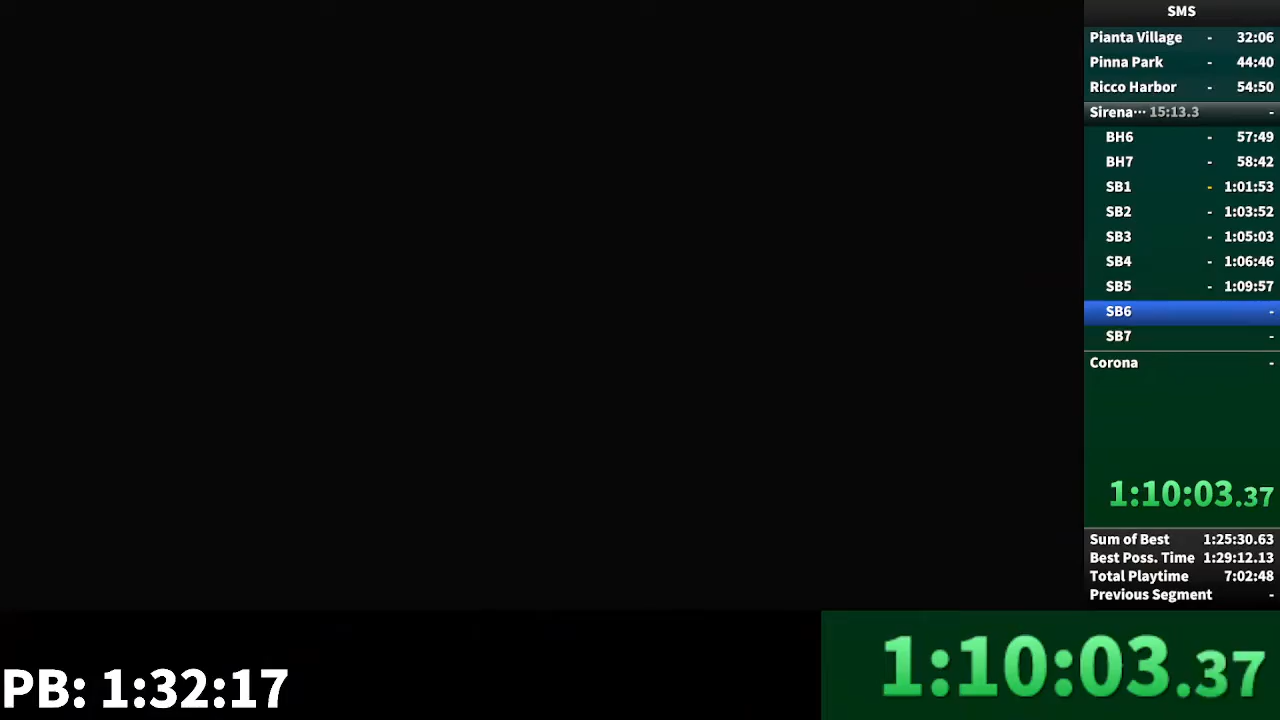 SMS
Pianta Village - 32:06
Pinna Park - 44:40
Ricco Harbor - 54:50
Sirena··· 15:13.3 -
BH6 - 57:49
BH7 - 58:42
SB1 - 1:01:53
SB2 - 1:03:52
SB3 - 1:05:03
SB4 - 1:06:46
SB5 - 1:09:57
SB6 -
SB7 -
Corona -
1:10:03.37
Sum of Best 1:25:30.63
Best Poss. Time 1:29:12.13
Total Playtime 7:02:48
Previous Segment -
PB: 1:32:17
1:10:03.37